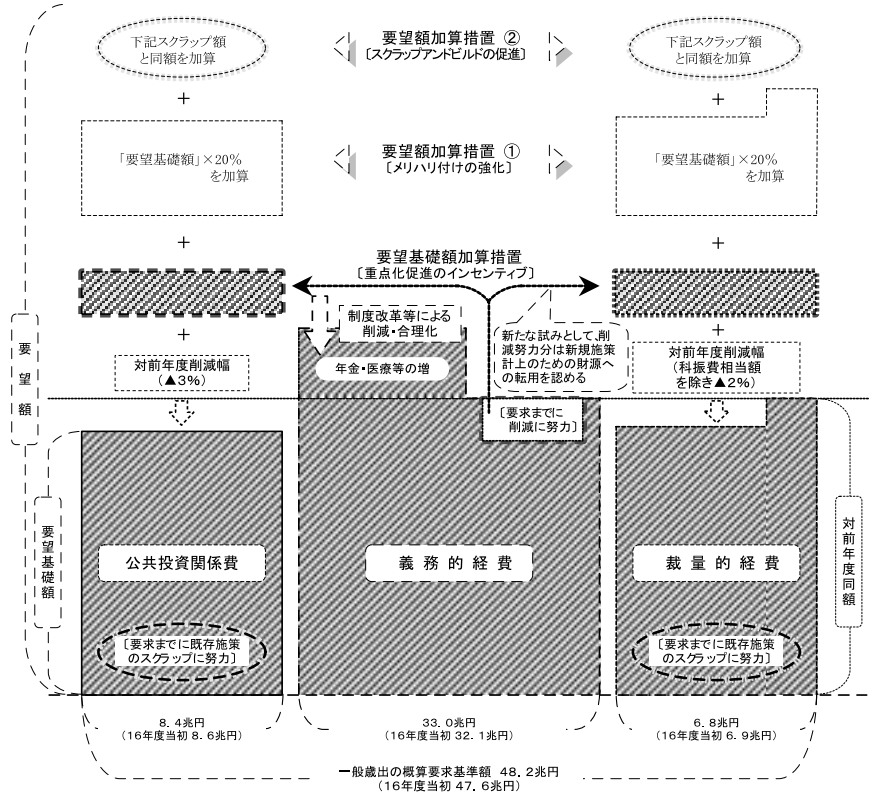 下記スクラップ額
と同額を加算
要望額加算措置 ②
［スクラップアンドビルドの促進］
下記スクラップ額
と同額を加算
＋
＋
「要望基礎額」×20％
を加算
要望額加算措置 ①
［メリハリ付けの強化］
「要望基礎額」×20％
を加算
＋
＋
要望基礎額加算措置
［重点化促進のインセンティブ］
制度改革等による
削減・合理化
新たな試みとして、削
減努力分は新規施策
計上のための財源へ
の転用を認める
＋
＋
要望額
対前年度削減幅
（▲3％）
年金・医療等の増
対前年度削減幅
（科振費相当額
を除き▲2％）
［要求までに
削減に努力］
要望基礎額
公共投資関係費
義務的経費
裁量的経費
対前年度同額
［要求までに既存施策
のスクラップに努力］
［要求までに既存施策
のスクラップに努力］
8．4兆円
（16年度当初 8．6兆円）
33．0兆円
（16年度当初 32．1兆円）
6．8兆円
（16年度当初 6．9兆円）
一般歳出の概算要求基準額 48．2兆円
（16年度当初 47．6兆円）